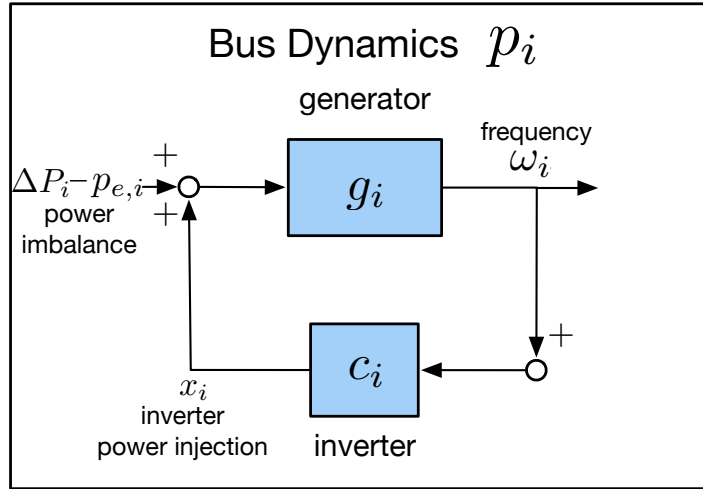 Bus Dynamics p_i
generator
frequency
ω_i
+
ΔP_i−p_{e,i}
g_i
+
power
imbalance
+
x_i
c_i
inverter
power injection
inverter